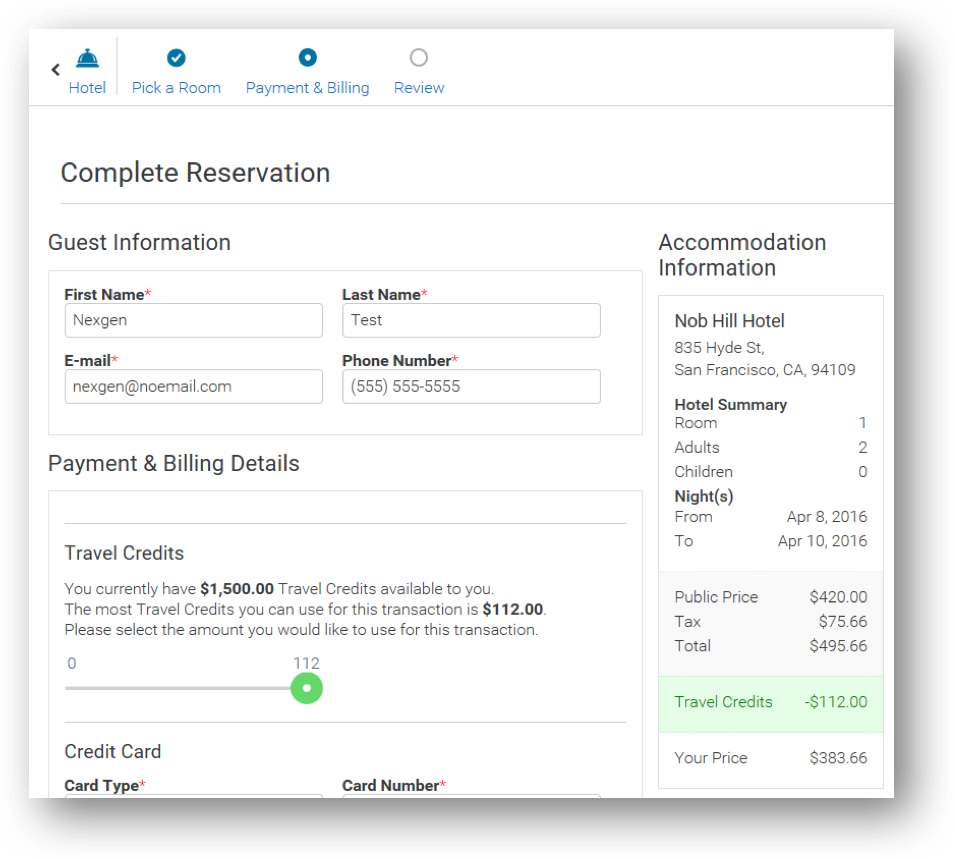 Hotel
Pick a Room
Payment & Billing
Review
Complete Reservation
Guest Information
First Name*
Last Name*
Nexgen
Test
E-mail*
Phone Number*
nexgen@noemail.com
(555) 555-5555
Payment & Billing Details
Travel Credits
You currently have $1,500.00 Travel Credits available to you.
The most Travel Credits you can use for this transaction is $112.00.
Please select the amount you would like to use for this transaction.
0 112
Credit Card
Card Type*
Card Number*
Accommodation
Information
Nob Hill Hotel
835 Hyde St,
San Francisco, CA, 94109
Hotel Summary
Room 1
Adults 2
Children 0
Night(s)
From Apr 8, 2016
To Apr 10, 2016
Public Price $420.00
Tax $75.66
Total $495.66
Travel Credits -$112.00
Your Price $383.66